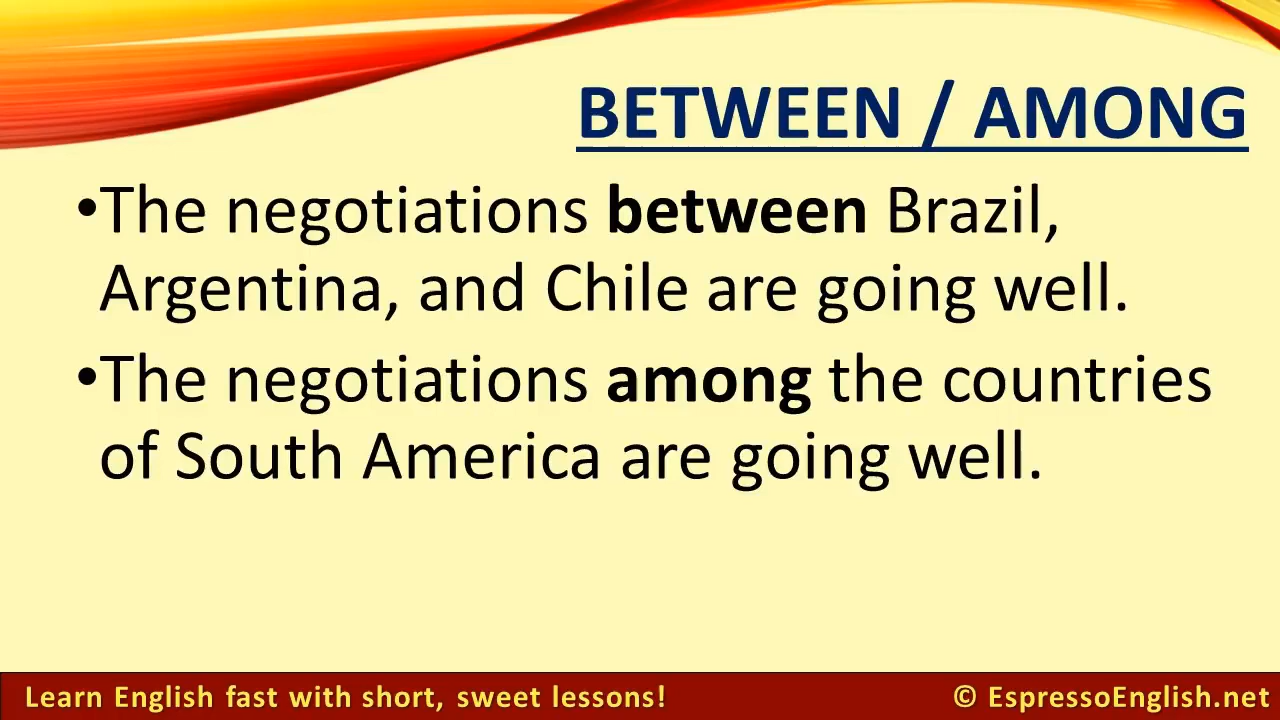 BETWEEN / AMONG
•The negotiations between Brazil,
Argentina, and Chile are going well.
•The negotiations among the countries
of South America are going well.
Learn English fast with short, sweet lessons!
© EspressoEnglish.net